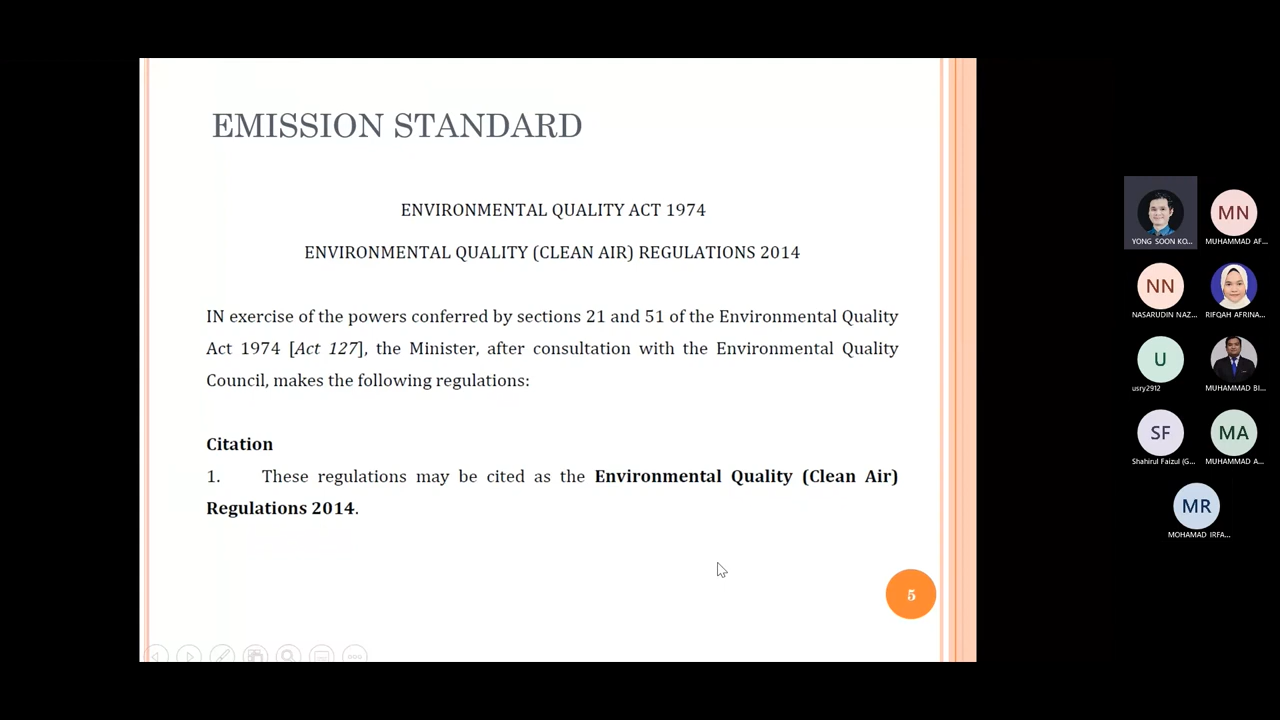 EMISSION STANDARD
ENVIRONMENTAL QUALITY ACT 1974
ENVIRONMENTAL QUALITY (CLEAN AIR) REGULATIONS 2014
IN exercise of the powers conferred by sections 21 and 51 of the Environmental Quality
Act 1974 [Act 127], the Minister, after consultation with the Environmental Quality
Council, makes the following regulations:
Citation
1. These regulations may be cited as the Environmental Quality (Clean Air)
Regulations 2014.
5
YONG SOON KO...
MN
MUHAMMAD AF...
NN
NASARUDIN NAZ...
RIFQAH AFRINA...
U
usry2912
MUHAMMAD BI...
SF
Shahirul Faizul (G...
MA
MUHAMMAD A...
MR
MOHAMAD IRFA...